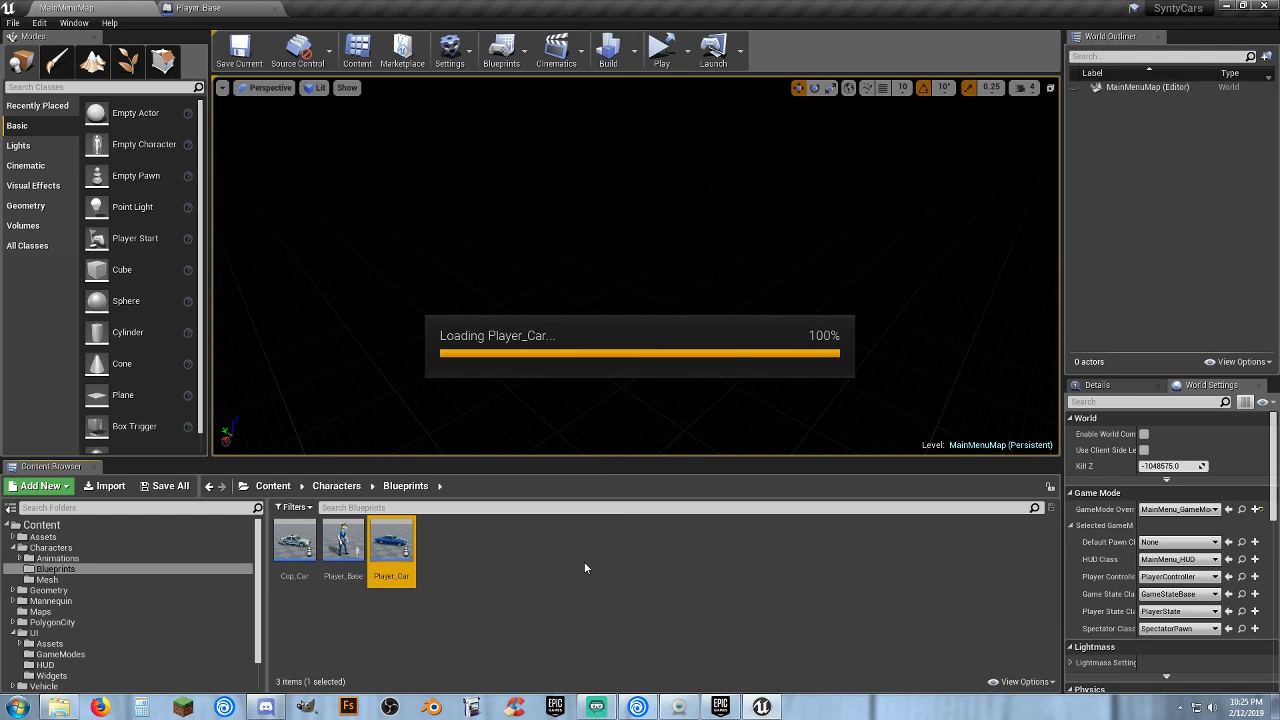 MainMenuMap
Player_Base
SyntyCars
File
Edit
Window
Help
Modes
Search Classes
Recently Placed
Basic
Lights
Cinematic
Visual Effects
Geometry
Volumes
All Classes
Empty Actor
Empty Character
Empty Pawn
Point Light
Player Start
Cube
Sphere
Cylinder
Cone
Plane
Box Trigger
Save Current
Source Control
Content
Marketplace
Settings
Blueprints
Cinematics
Build
Play
Launch
Perspective
Lit
Show
10
10°
0.25
4
Loading Player_Car...
100%
Level: MainMenuMap (Persistent)
World Outliner
Search...
Label
Type
MainMenuMap (Editor)
World
0 actors
View Options
Details
World Settings
Search
World
Enable World Com
Use Client Side Le
Kill Z
-1048575.0
Game Mode
GameMode Overr
MainMenu_GameMo
Selected GameM
Default Pawn Cl
None
HUD Class
MainMenu_HUD
Player Controlle
PlayerController
Game State Cla
GameStateBase
Player State Cla
PlayerState
Spectator Class
SpectatorPawn
Lightmass
Lightmass Setting
Physics
Content Browser
Add New
Import
Save All
Content
Characters
Blueprints
Search Folders
Filters
Search Blueprints
Content
Assets
Characters
Animations
Blueprints
Mesh
Geometry
Mannequin
Maps
PolygonCity
UI
Assets
GameModes
HUD
Widgets
Vehicle
Cop_Car
Player_Base
Player_Car
3 items (1 selected)
View Options
Fs
EPIC GAMES
EPIC GAMES
10:25 PM
2/12/2019